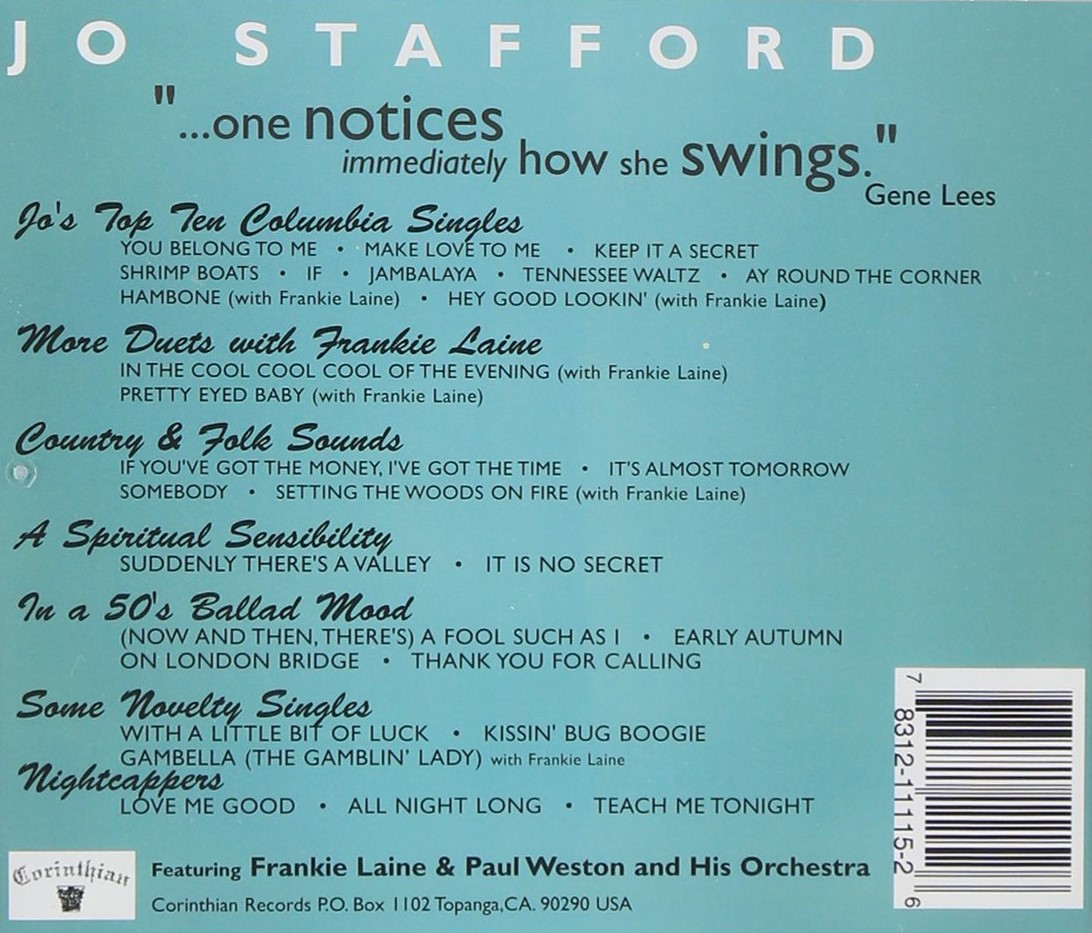 JO STAFFORD
"...one notices
immediately how she swings."
Gene Lees
Jo's Top Ten Columbia Singles
YOU BELONG TO ME • MAKE LOVE TO ME • KEEP IT A SECRET
SHRIMP BOATS • IF • JAMBALAYA • TENNESSEE WALTZ • AY ROUND THE CORNER
HAMBONE (with Frankie Laine) • HEY GOOD LOOKIN' (with Frankie Laine)
More Duets with Frankie Laine
IN THE COOL COOL COOL OF THE EVENING (with Frankie Laine)
PRETTY EYED BABY (with Frankie Laine)
Country & Folk Sounds
IF YOU'VE GOT THE MONEY, I'VE GOT THE TIME • IT'S ALMOST TOMORROW
SOMEBODY • SETTING THE WOODS ON FIRE (with Frankie Laine)
A Spiritual Sensibility
SUDDENLY THERE'S A VALLEY • IT IS NO SECRET
In a 50's Ballad Mood
(NOW AND THEN, THERE'S) A FOOL SUCH AS I • EARLY AUTUMN
ON LONDON BRIDGE • THANK YOU FOR CALLING
Some Novelty Singles
WITH A LITTLE BIT OF LUCK • KISSIN' BUG BOOGIE
GAMBELLA (THE GAMBLIN' LADY) with Frankie Laine
Nightcappers
LOVE ME GOOD • ALL NIGHT LONG • TEACH ME TONIGHT
7 8312-11115-2 6
Corinthian
Featuring Frankie Laine & Paul Weston and His Orchestra
Corinthian Records P.O. Box 1102 Topanga,CA. 90290 USA